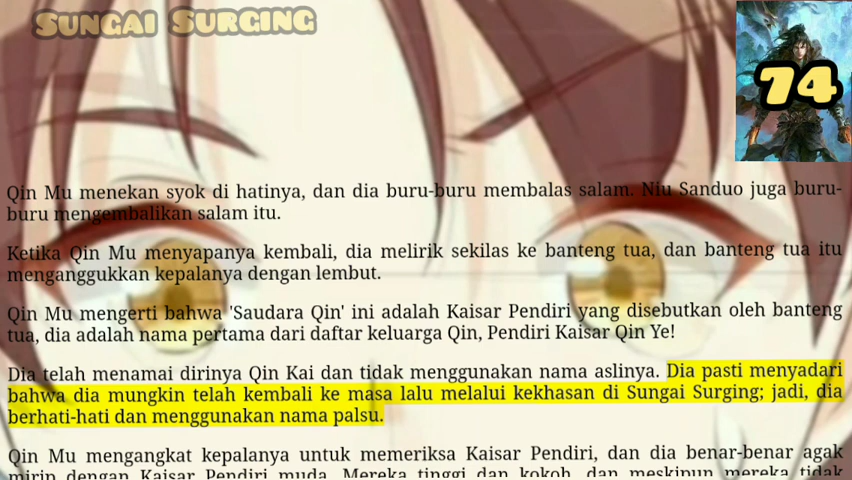 SUNGAI SURGING
74
Qin Mu menekan syok di hatinya, dan dia buru-buru membalas salam. Niu Sanduo juga buru-
buru mengembalikan salam itu.
Ketika Qin Mu menyapanya kembali, dia melirik sekilas ke banteng tua, dan banteng tua itu
menganggukkan kepalanya dengan lembut.
Qin Mu mengerti bahwa 'Saudara Qin' ini adalah Kaisar Pendiri yang disebutkan oleh banteng
tua, dia adalah nama pertama dari daftar keluarga Qin, Pendiri Kaisar Qin Ye!
Dia telah menamai dirinya Qin Kai dan tidak menggunakan nama aslinya. Dia pasti menyadari
bahwa dia mungkin telah kembali ke masa lalu melalui kekhasan di Sungai Surging; jadi, dia
berhati-hati dan menggunakan nama palsu.
Qin Mu mengangkat kepalanya untuk memeriksa Kaisar Pendiri, dan dia benar-benar agak
mirip dengan Kaisar Pendiri muda. Mereka tinggi dan kokoh, dan meskipun mereka tidak